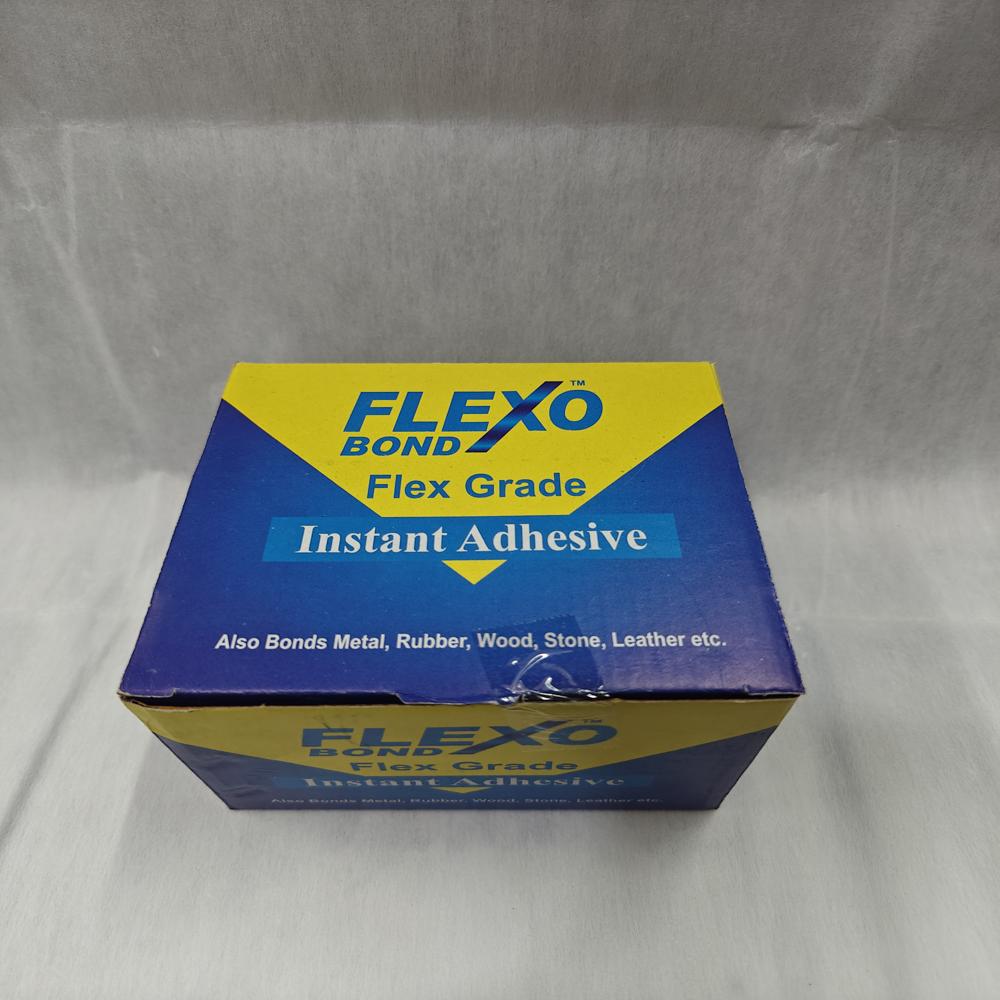 FLEXO™
BOND
Flex Grade
Instant Adhesive
Also Bonds Metal, Rubber, Wood, Stone, Leather etc.
FLEXO™
BOND
Flex Grade
Instant Adhesive
Also Bonds Metal, Rubber, Wood, Stone, Leather etc.